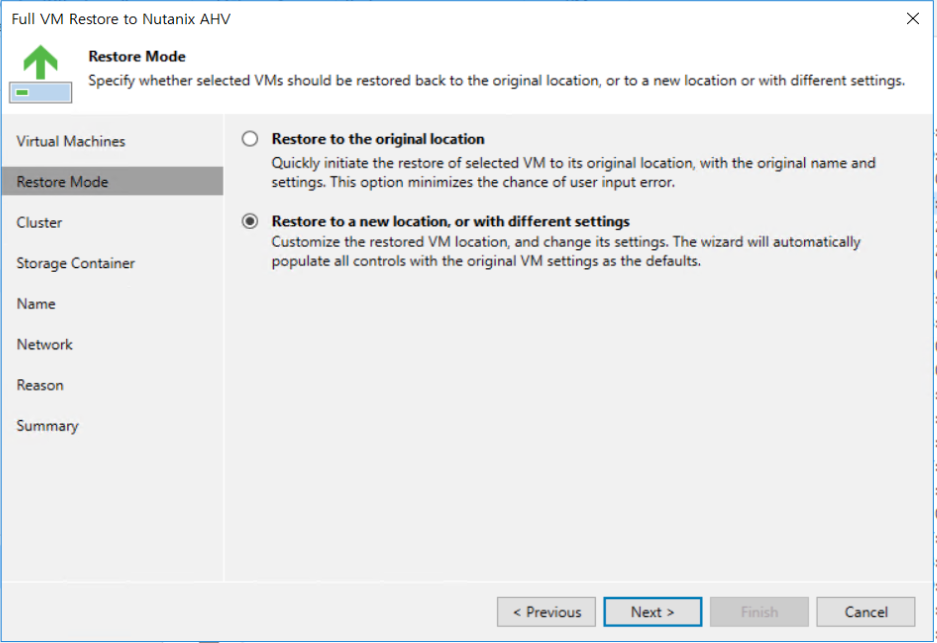 Full VM Restore to Nutanix AHV
Restore Mode
Specify whether selected VMs should be restored back to the original location, or to a new location or with different settings.
Virtual Machines
Restore Mode
Cluster
Storage Container
Name
Network
Reason
Summary
Restore to the original location
Quickly initiate the restore of selected VM to its original location, with the original name and
settings. This option minimizes the chance of user input error.
Restore to a new location, or with different settings
Customize the restored VM location, and change its settings. The wizard will automatically
populate all controls with the original VM settings as the defaults.
< Previous
Next >
Finish
Cancel